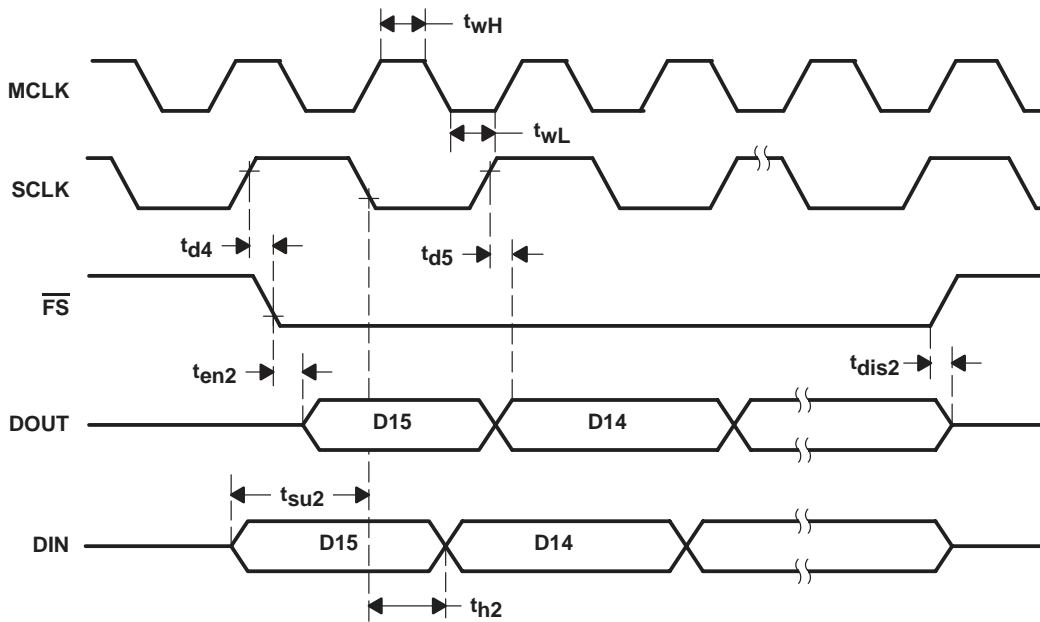 twH
MCLK
twL
SCLK
td4
td5
FS
ten2
tdis2
DOUT
D15
D14
tsu2
DIN
D15
D14
th2